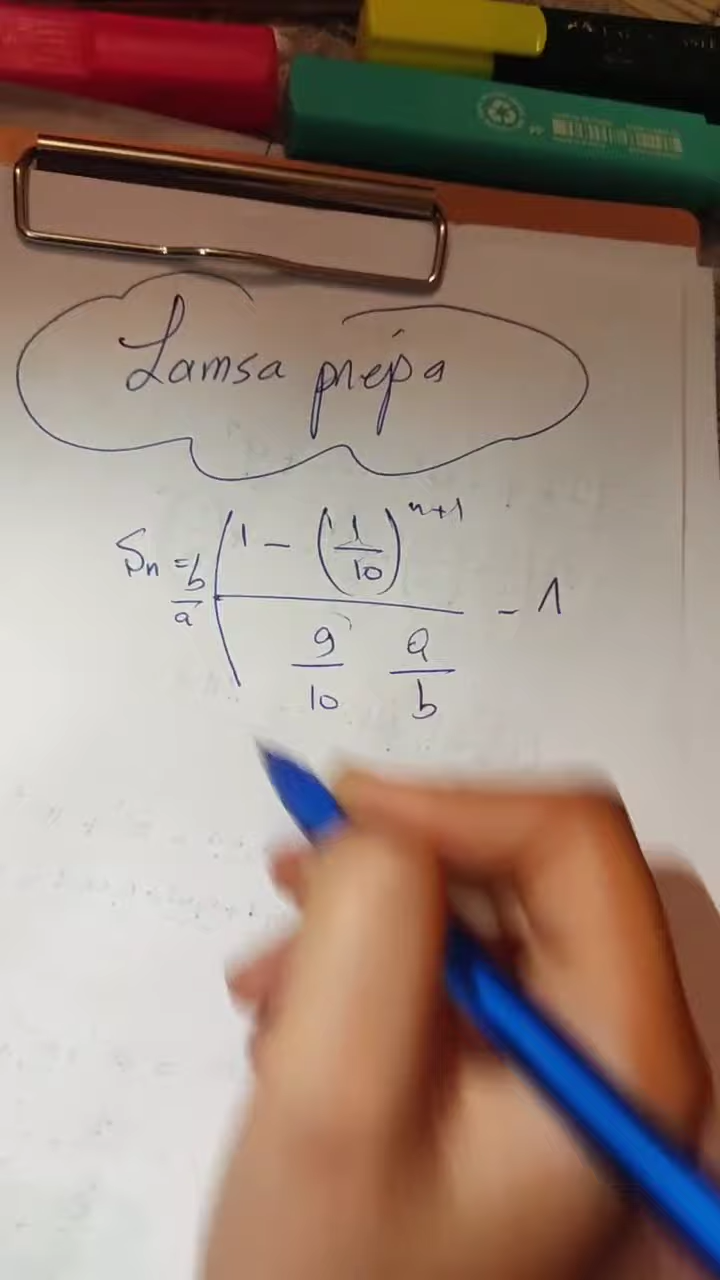 Lamsa prépa
Sn = b/a ( (1 - (1/10)^n+1) / (9/10 a/b) - 1